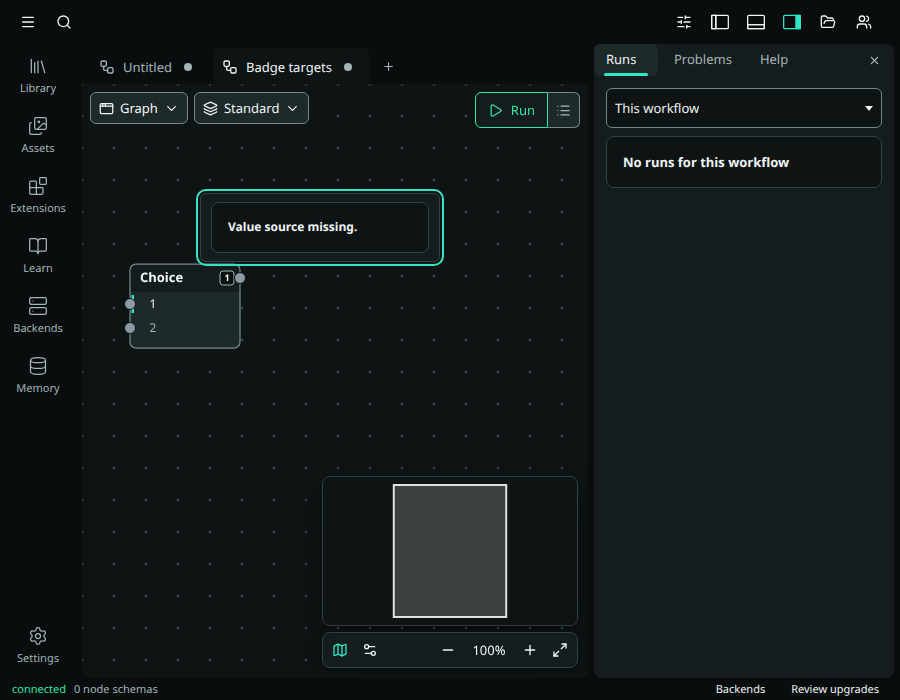 Untitled
Badge targets
Runs
Problems
Help
Library
Assets
Extensions
Learn
Backends
Memory
Settings
Graph
Standard
Run
This workflow
No runs for this workflow
Value source missing.
Choice
1
1
2
100%
connected
0 node schemas
Backends
Review upgrades